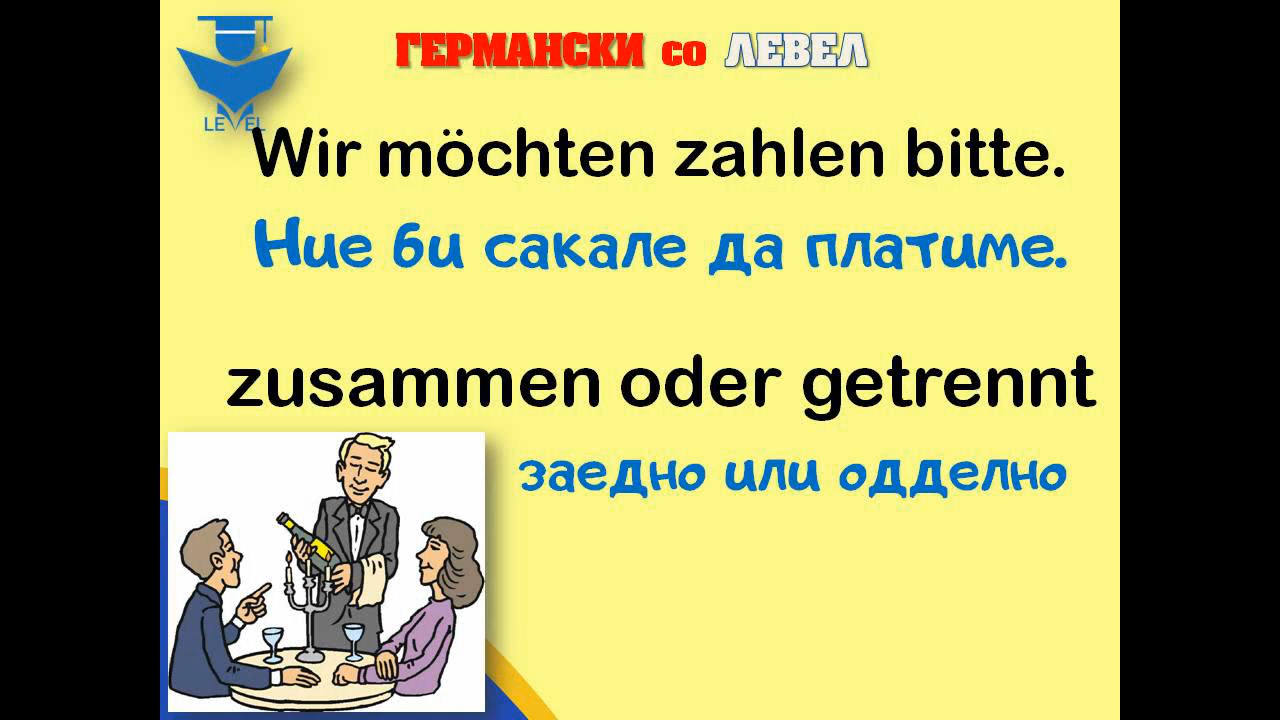 ГЕРМАНСКИ со ЛЕВЕЛ
LEVEL
Wir möchten zahlen bitte.
Ние би сакале да платиме.
zusammen oder getrennt
заедно или одделно